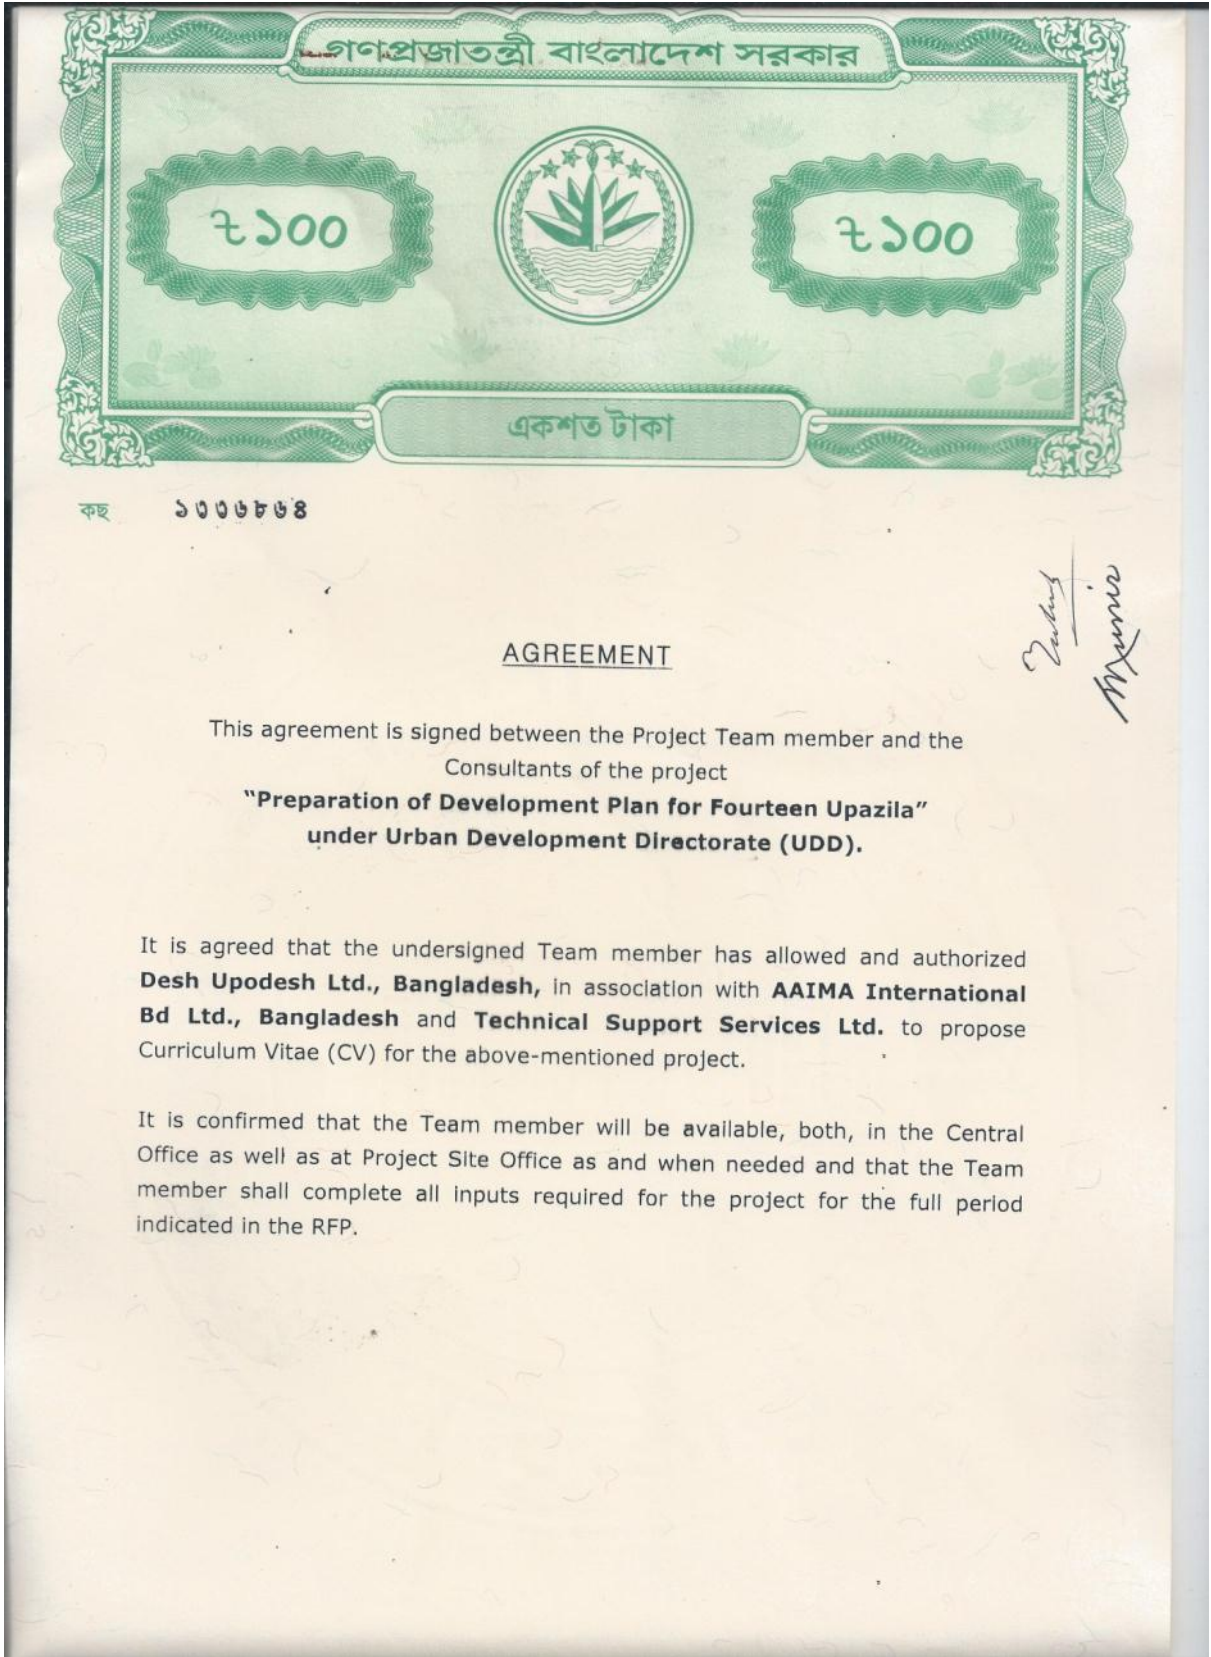 গণপ্রজাতন্ত্রী বাংলাদেশ সরকার
৳১০০
৳১০০
একশত টাকা
কছ ১৩৩৬৮৬৪
AGREEMENT
This agreement is signed between the Project Team member and the
Consultants of the project
“Preparation of Development Plan for Fourteen Upazila”
under Urban Development Directorate (UDD).
It is agreed that the undersigned Team member has allowed and authorized
Desh Upodesh Ltd., Bangladesh, in association with AAIMA International
Bd Ltd., Bangladesh and Technical Support Services Ltd. to propose
Curriculum Vitae (CV) for the above-mentioned project.
It is confirmed that the Team member will be available, both, in the Central
Office as well as at Project Site Office as and when needed and that the Team
member shall complete all inputs required for the project for the full period
indicated in the RFP.